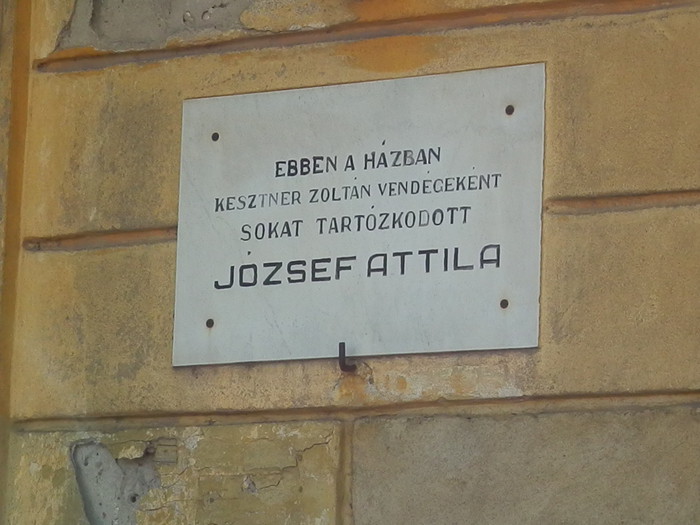 EBBEN A HÁZBAN
KESZTNER ZOLTÁN VENDÉGEKÉNT
SOKAT TARTÓZKODOTT
JÓZSEF ATTILA